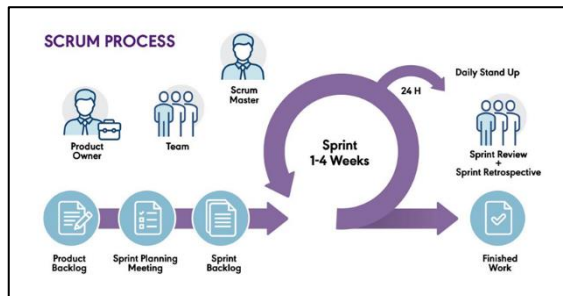 SCRUM PROCESS
Scrum
Master
Product
Owner
Team
Sprint
1-4 Weeks
24 H
Daily Stand Up
Sprint Review
+
Sprint Retrospective
Product
Backlog
Sprint Planning
Meeting
Sprint
Backlog
Finished
Work